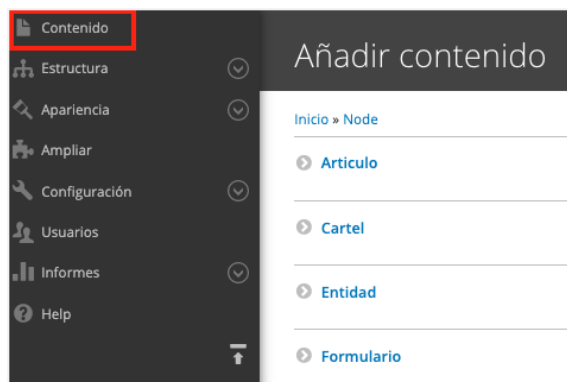 Contenido
Estructura
Apariencia
Ampliar
Configuración
Usuarios
Informes
Help
Añadir contenido
Inicio » Node
Articulo
Cartel
Entidad
Formulario